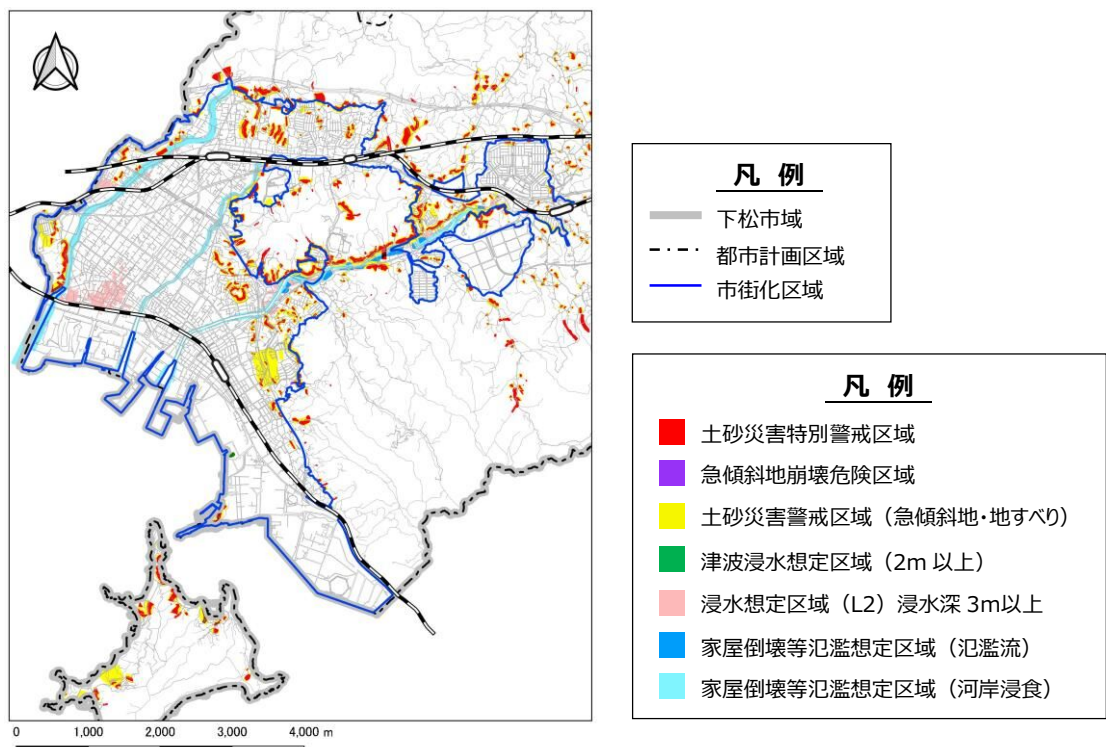 凡 例
下松市域
都市計画区域
市街化区域
凡 例
土砂災害特別警戒区域
急傾斜地崩壊危険区域
土砂災害警戒区域（急傾斜地・地すべり）
津波浸水想定区域（2m 以上）
浸水想定区域（L2）浸水深 3m以上
家屋倒壊等氾濫想定区域（氾濫流）
家屋倒壊等氾濫想定区域（河岸浸食）
0 1,000 2,000 3,000 4,000 m